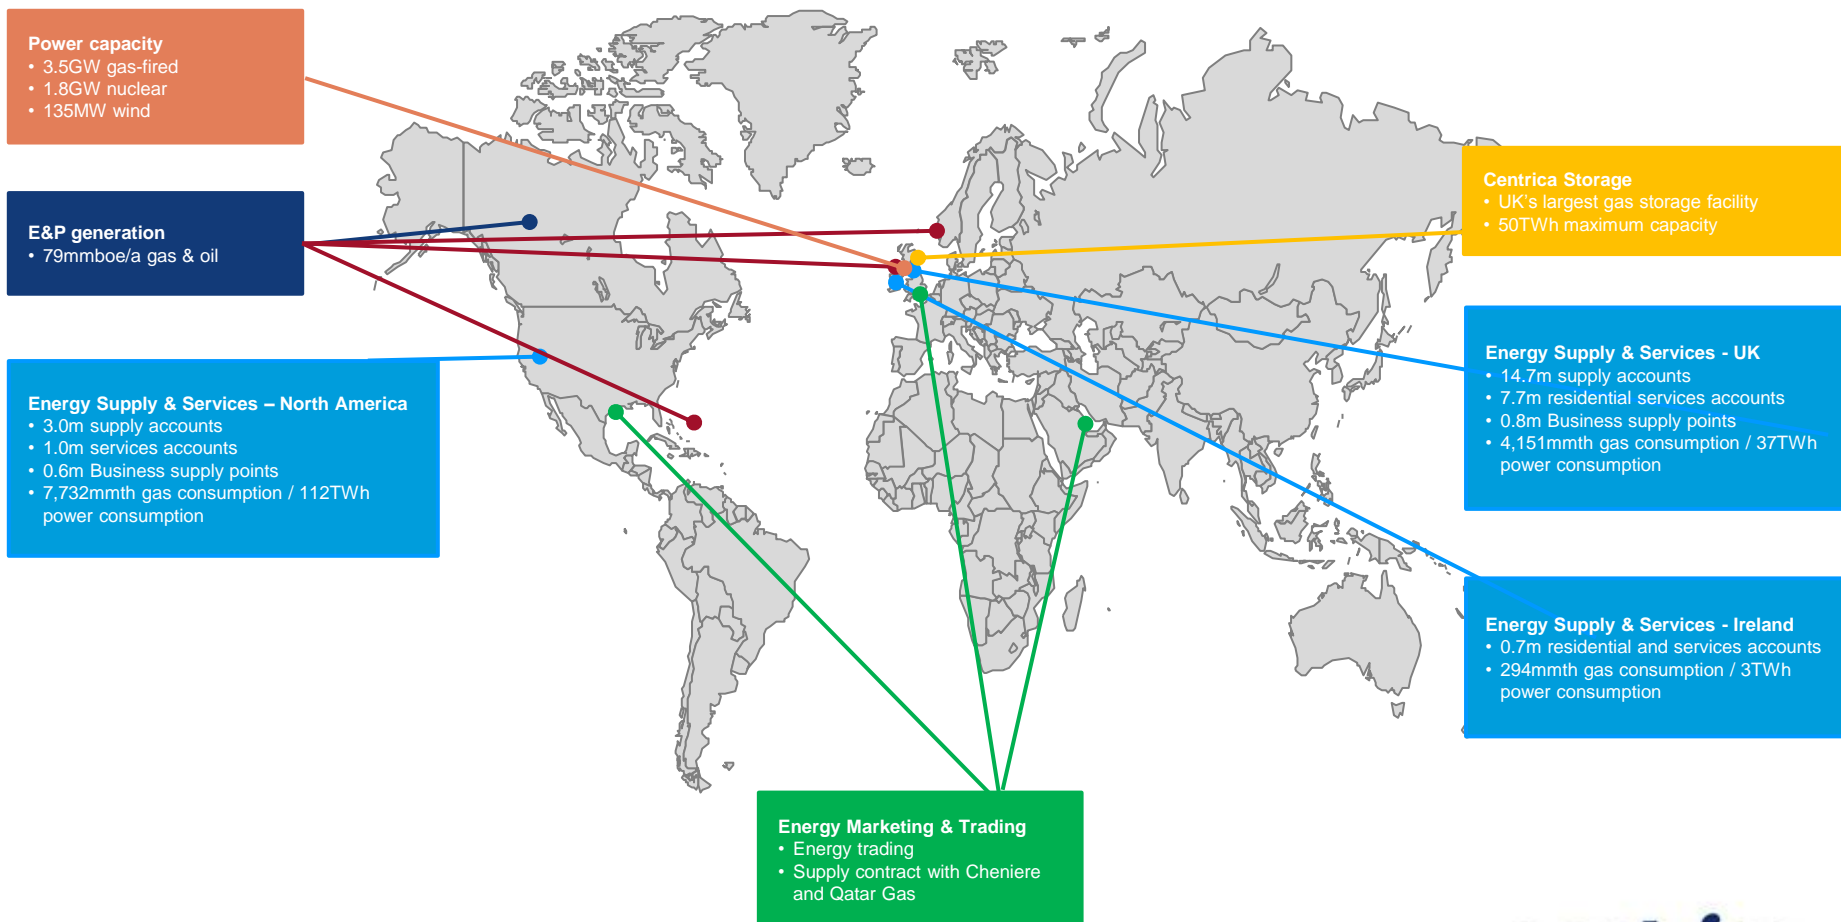 Power capacity
• 3.5GW gas-fired
• 1.8GW nuclear
• 135MW wind
E&P generation
• 79mmboe/a gas & oil
Energy Supply & Services – North America
• 3.0m supply accounts
• 1.0m services accounts
• 0.6m Business supply points
• 7,732mmth gas consumption / 112TWh
power consumption
Centrica Storage
• UK's largest gas storage facility
• 50TWh maximum capacity
Energy Supply & Services - UK
• 14.7m supply accounts
• 7.7m residential services accounts
• 0.8m Business supply points
• 4,151mmth gas consumption / 37TWh
power consumption
Energy Supply & Services - Ireland
• 0.7m residential and services accounts
• 294mmth gas consumption / 3TWh
power consumption
Energy Marketing & Trading
• Energy trading
• Supply contract with Cheniere
and Qatar Gas